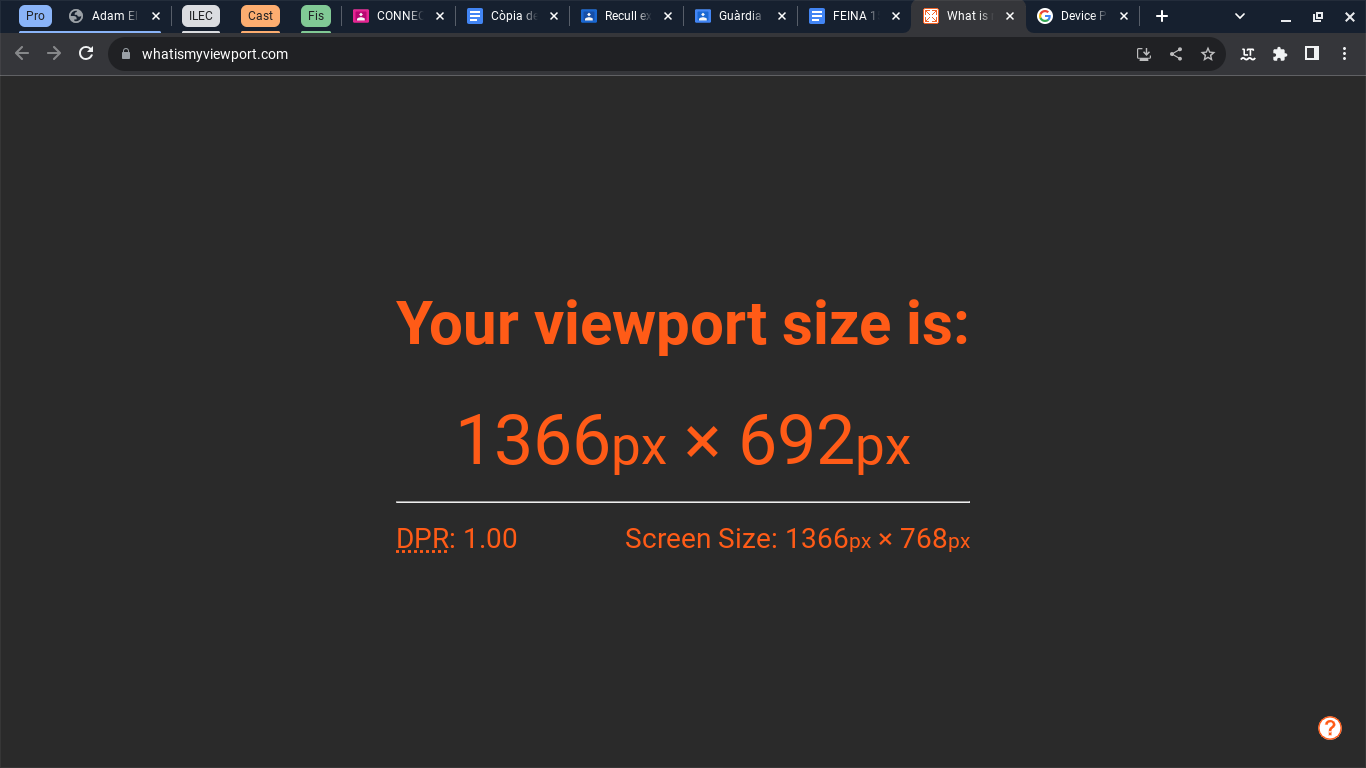 Pro Adam El ILEC Cast Fis CONNEC Còpia de Recull ex Guàrdia FEINA 1 What is Device P
whatismyviewport.com LT
Your viewport size is:
1366px × 692px
DPR: 1.00 Screen Size: 1366px × 768px
?